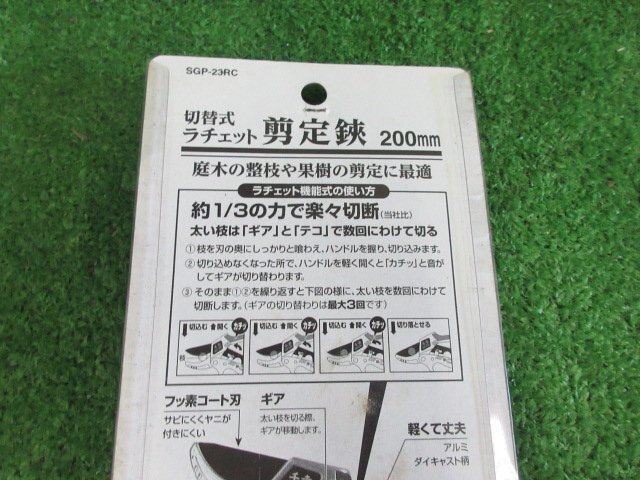 SGP-23RC
切替式
ラチェット 剪定鋏 200mm
庭木の整枝や果樹の剪定に最適
ラチェット機能式の使い方
約1/3の力で楽々切断(当社比)
太い枝は「ギア」と「テコ」で数回にわけて切る
①枝を刃の奥にしっかりと喰わえ、ハンドルを握り、切り込みます。
②切り込めなくなった所で、ハンドルを軽く開くと「カチッ」と音が
してギアが切り替わります。
③そのまま①②を繰り返すと下図の様に、太い枝を数回にわけて
切断します。(ギアの切り替わりは最大3回です)
切込む 開く カチッ 切込む 開く カチッ 切込む 開く カチッ 切り落とせる
枝
フッ素コート刃
サビにくくヤニが
付きにくい
ギア
太い枝を切る際、
ギアが移動します。
軽くて丈夫
アルミ
ダイキャスト柄